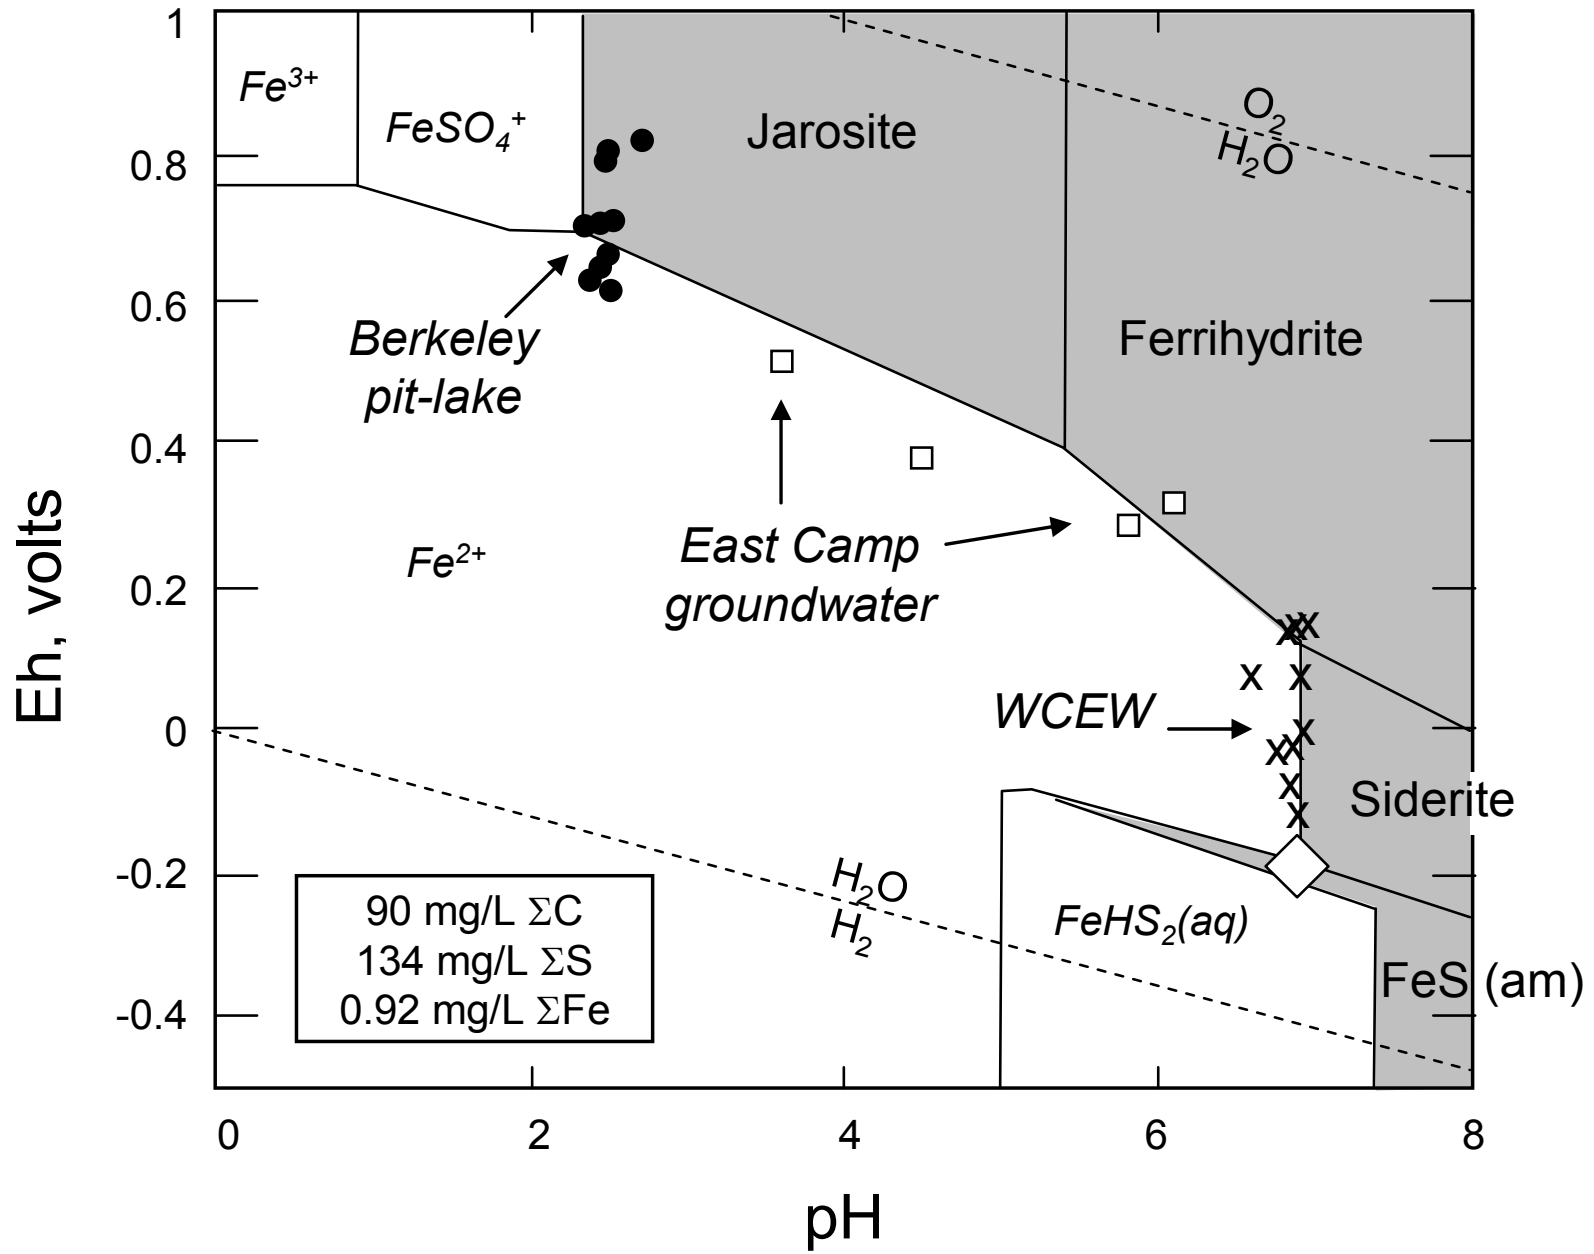 1
0.8
0.6
0.4
0.2
0
-0.2
-0.4
Eh, volts
Fe³⁺
FeSO₄⁺
Jarosite
O₂
H₂O
Ferrihydrite
Berkeley
pit-lake
Fe²⁺
East Camp
groundwater
WCEW
x x x
x x
x
x x
x
x
Siderite
H₂O
H₂
FeHS₂(aq)
FeS (am)
90 mg/L ΣC
134 mg/L ΣS
0.92 mg/L ΣFe
0 2 4 6 8
pH